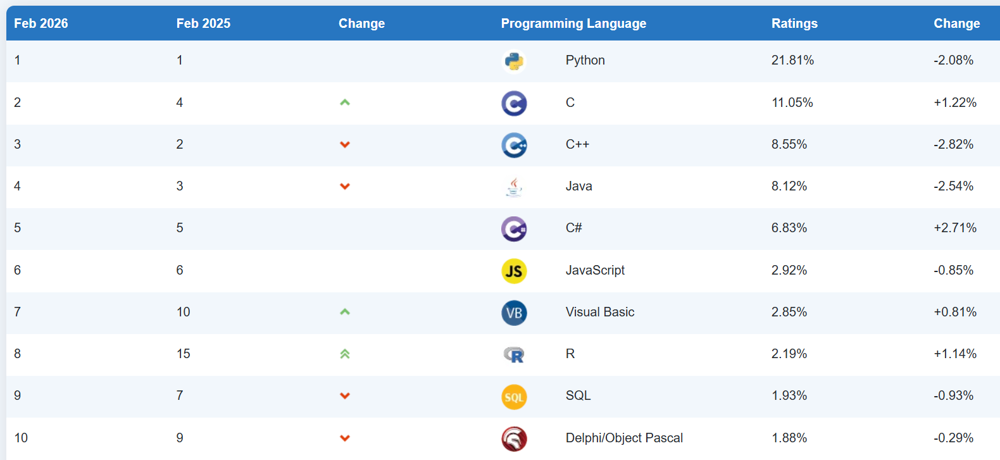 Feb 2026 Feb 2025 Change Programming Language Ratings Change
1 1 Python 21.81% -2.08%
2 4 C 11.05% +1.22%
3 2 C++ 8.55% -2.82%
4 3 Java 8.12% -2.54%
5 5 C# 6.83% +2.71%
6 6 JS JavaScript 2.92% -0.85%
7 10 VB Visual Basic 2.85% +0.81%
8 15 R R 2.19% +1.14%
9 7 SQL SQL 1.93% -0.93%
10 9 Delphi/Object Pascal 1.88% -0.29%